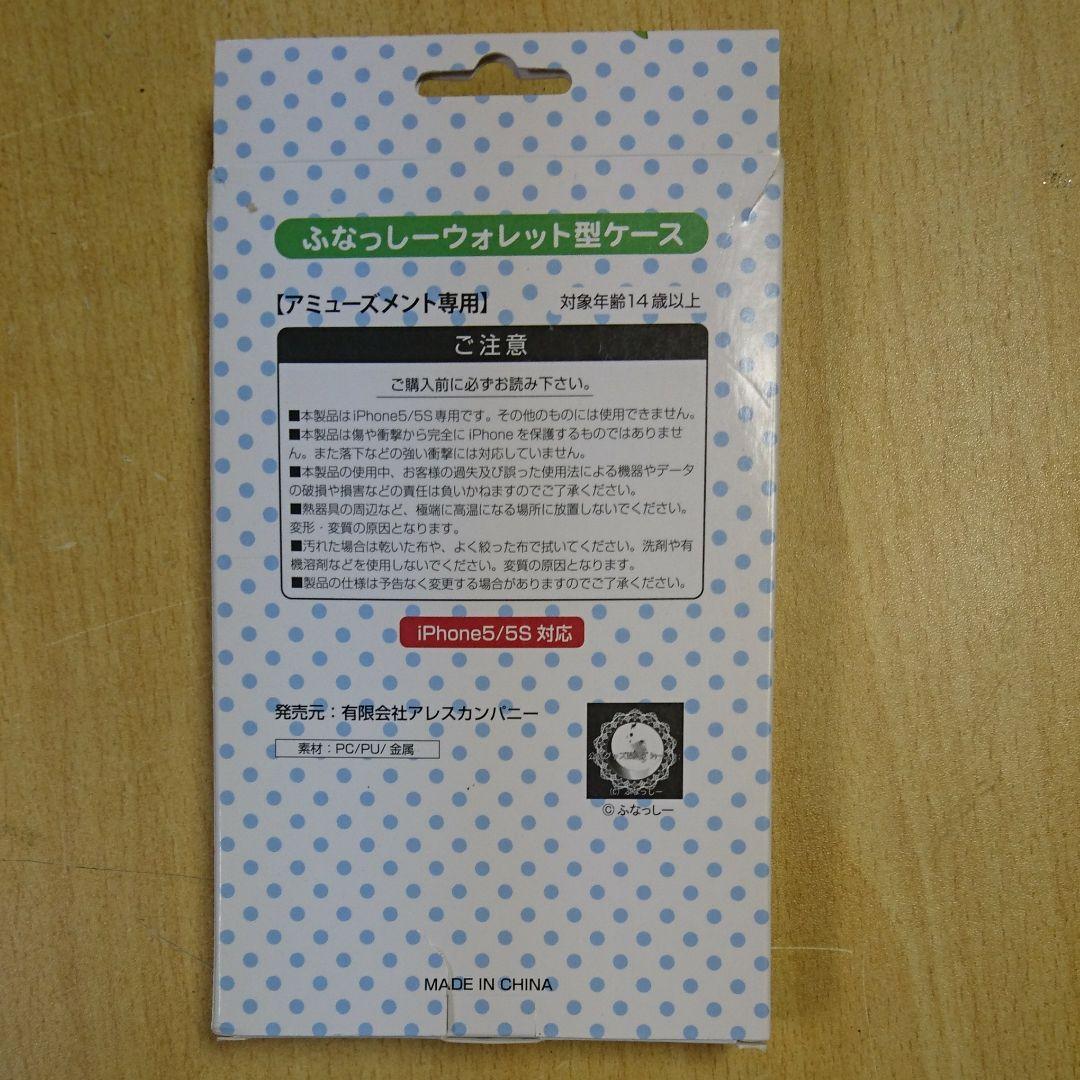 ふなっしーウォレット型ケース
【アミューズメント専用】 対象年齢14歳以上
ご注意
ご購入前に必ずお読み下さい。
■本製品はiPhone5/5S専用です。その他のものには使用できません。
■本製品は傷や衝撃から完全にiPhoneを保護するものではありませ
ん。また落下などの強い衝撃には対応していません。
■本製品の使用中、お客様の過失及び誤った使用法による機器やデータ
の破損や損害などの責任は負いかねますのでご了承ください。
■熱器具の周辺など、極端に高温になる場所に放置しないでください。
変形・変質の原因となります。
■汚れた場合は乾いた布や、よく絞った布で拭いてください。洗剤や有
機溶剤などを使用しないでください。変質の原因となります。
■製品の仕様は予告なく変更する場合がありますのでご了承ください。
iPhone5/5S 対応
発売元：有限会社アレスカンパニー
素材：PC/PU/金属
(C) ふなっしー
© ふなっしー
MADE IN CHINA